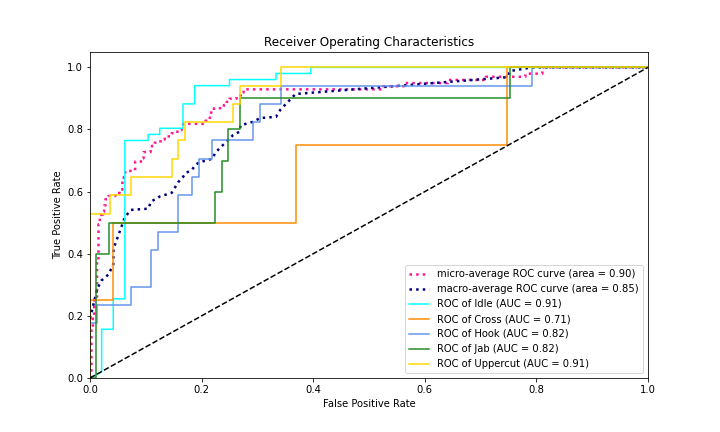 Receiver Operating Characteristics
1.0
0.8
0.6
0.4
0.2
0.0
True Positive Rate
micro-average ROC curve (area = 0.90)
macro-average ROC curve (area = 0.85)
ROC of Idle (AUC = 0.91)
ROC of Cross (AUC = 0.71)
ROC of Hook (AUC = 0.82)
ROC of Jab (AUC = 0.82)
ROC of Uppercut (AUC = 0.91)
0.0 0.2 0.4 0.6 0.8 1.0
False Positive Rate